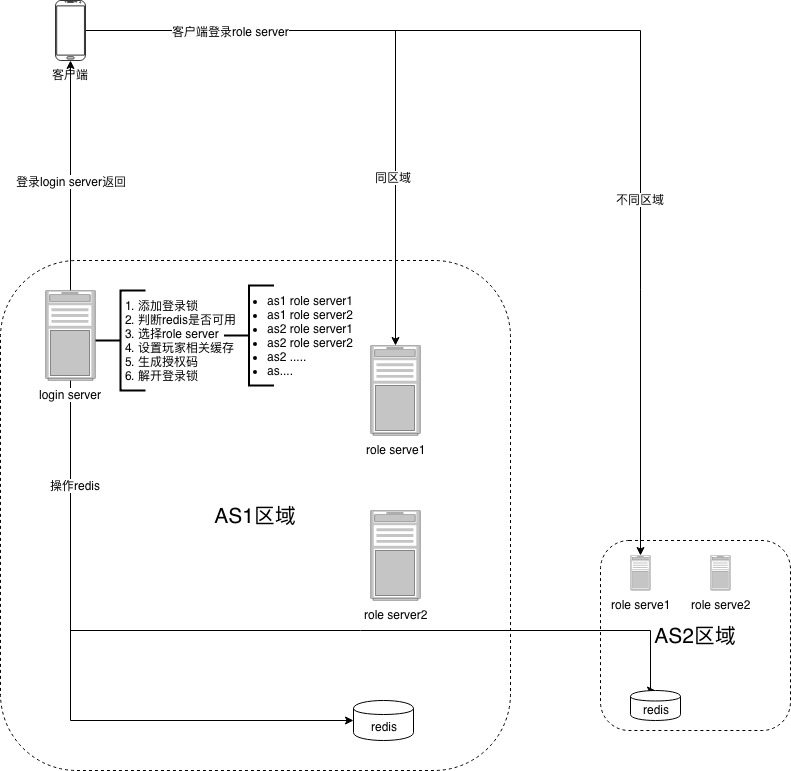 客户端登录role server
客户端
登录login server返回
同区域
不同区域
1. 添加登录锁
2. 判断redis是否可用
3. 选择role server
4. 设置玩家相关缓存
5. 生成授权码
6. 解开登录锁
as1 role server1
as1 role server2
as2 role server1
as2 role server2
as2 .....
as....
login server
role serve1
操作redis
AS1区域
role server2
role serve1
role serve2
AS2区域
redis
redis